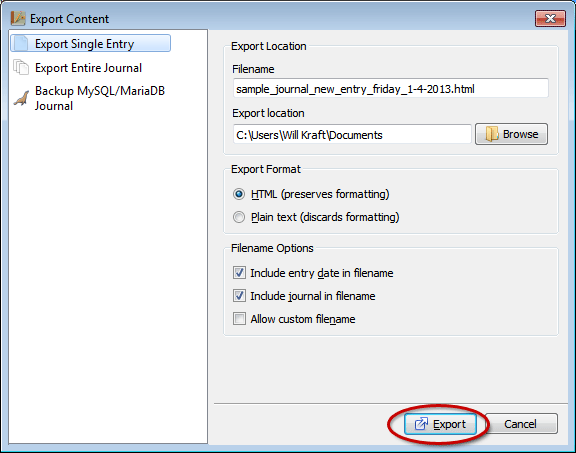 Export Content
Export Single Entry
Export Entire Journal
Backup MySQL/MariaDB
Journal
Export Location
Filename
sample_journal_new_entry_friday_1-4-2013.html
Export location
C:\Users\Will Kraft\Documents
Browse
Export Format
HTML (preserves formatting)
Plain text (discards formatting)
Filename Options
Include entry date in filename
Include journal in filename
Allow custom filename
Export
Cancel